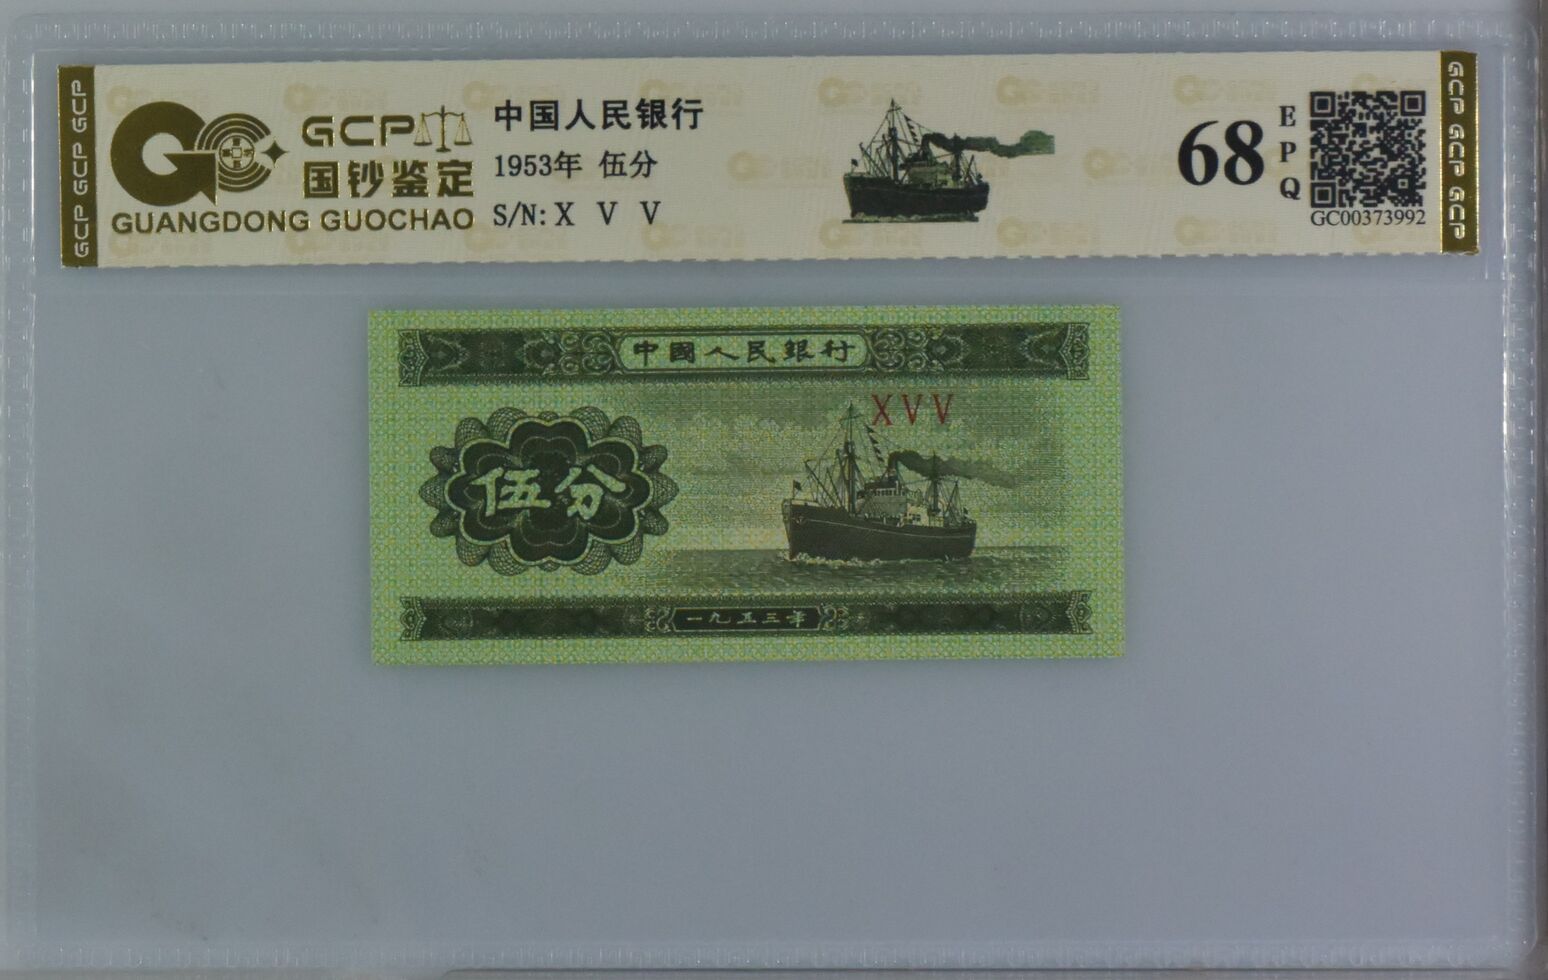 GCP GCP GCP
GCP
国钞鉴定
GUANGDONG GUOCHAO
中国人民银行
1953年 伍分
S/N: X V V
68
EPQ
GC00373992
GCP GCP GCP
中國人民銀行
XVV
伍分
一九五三年